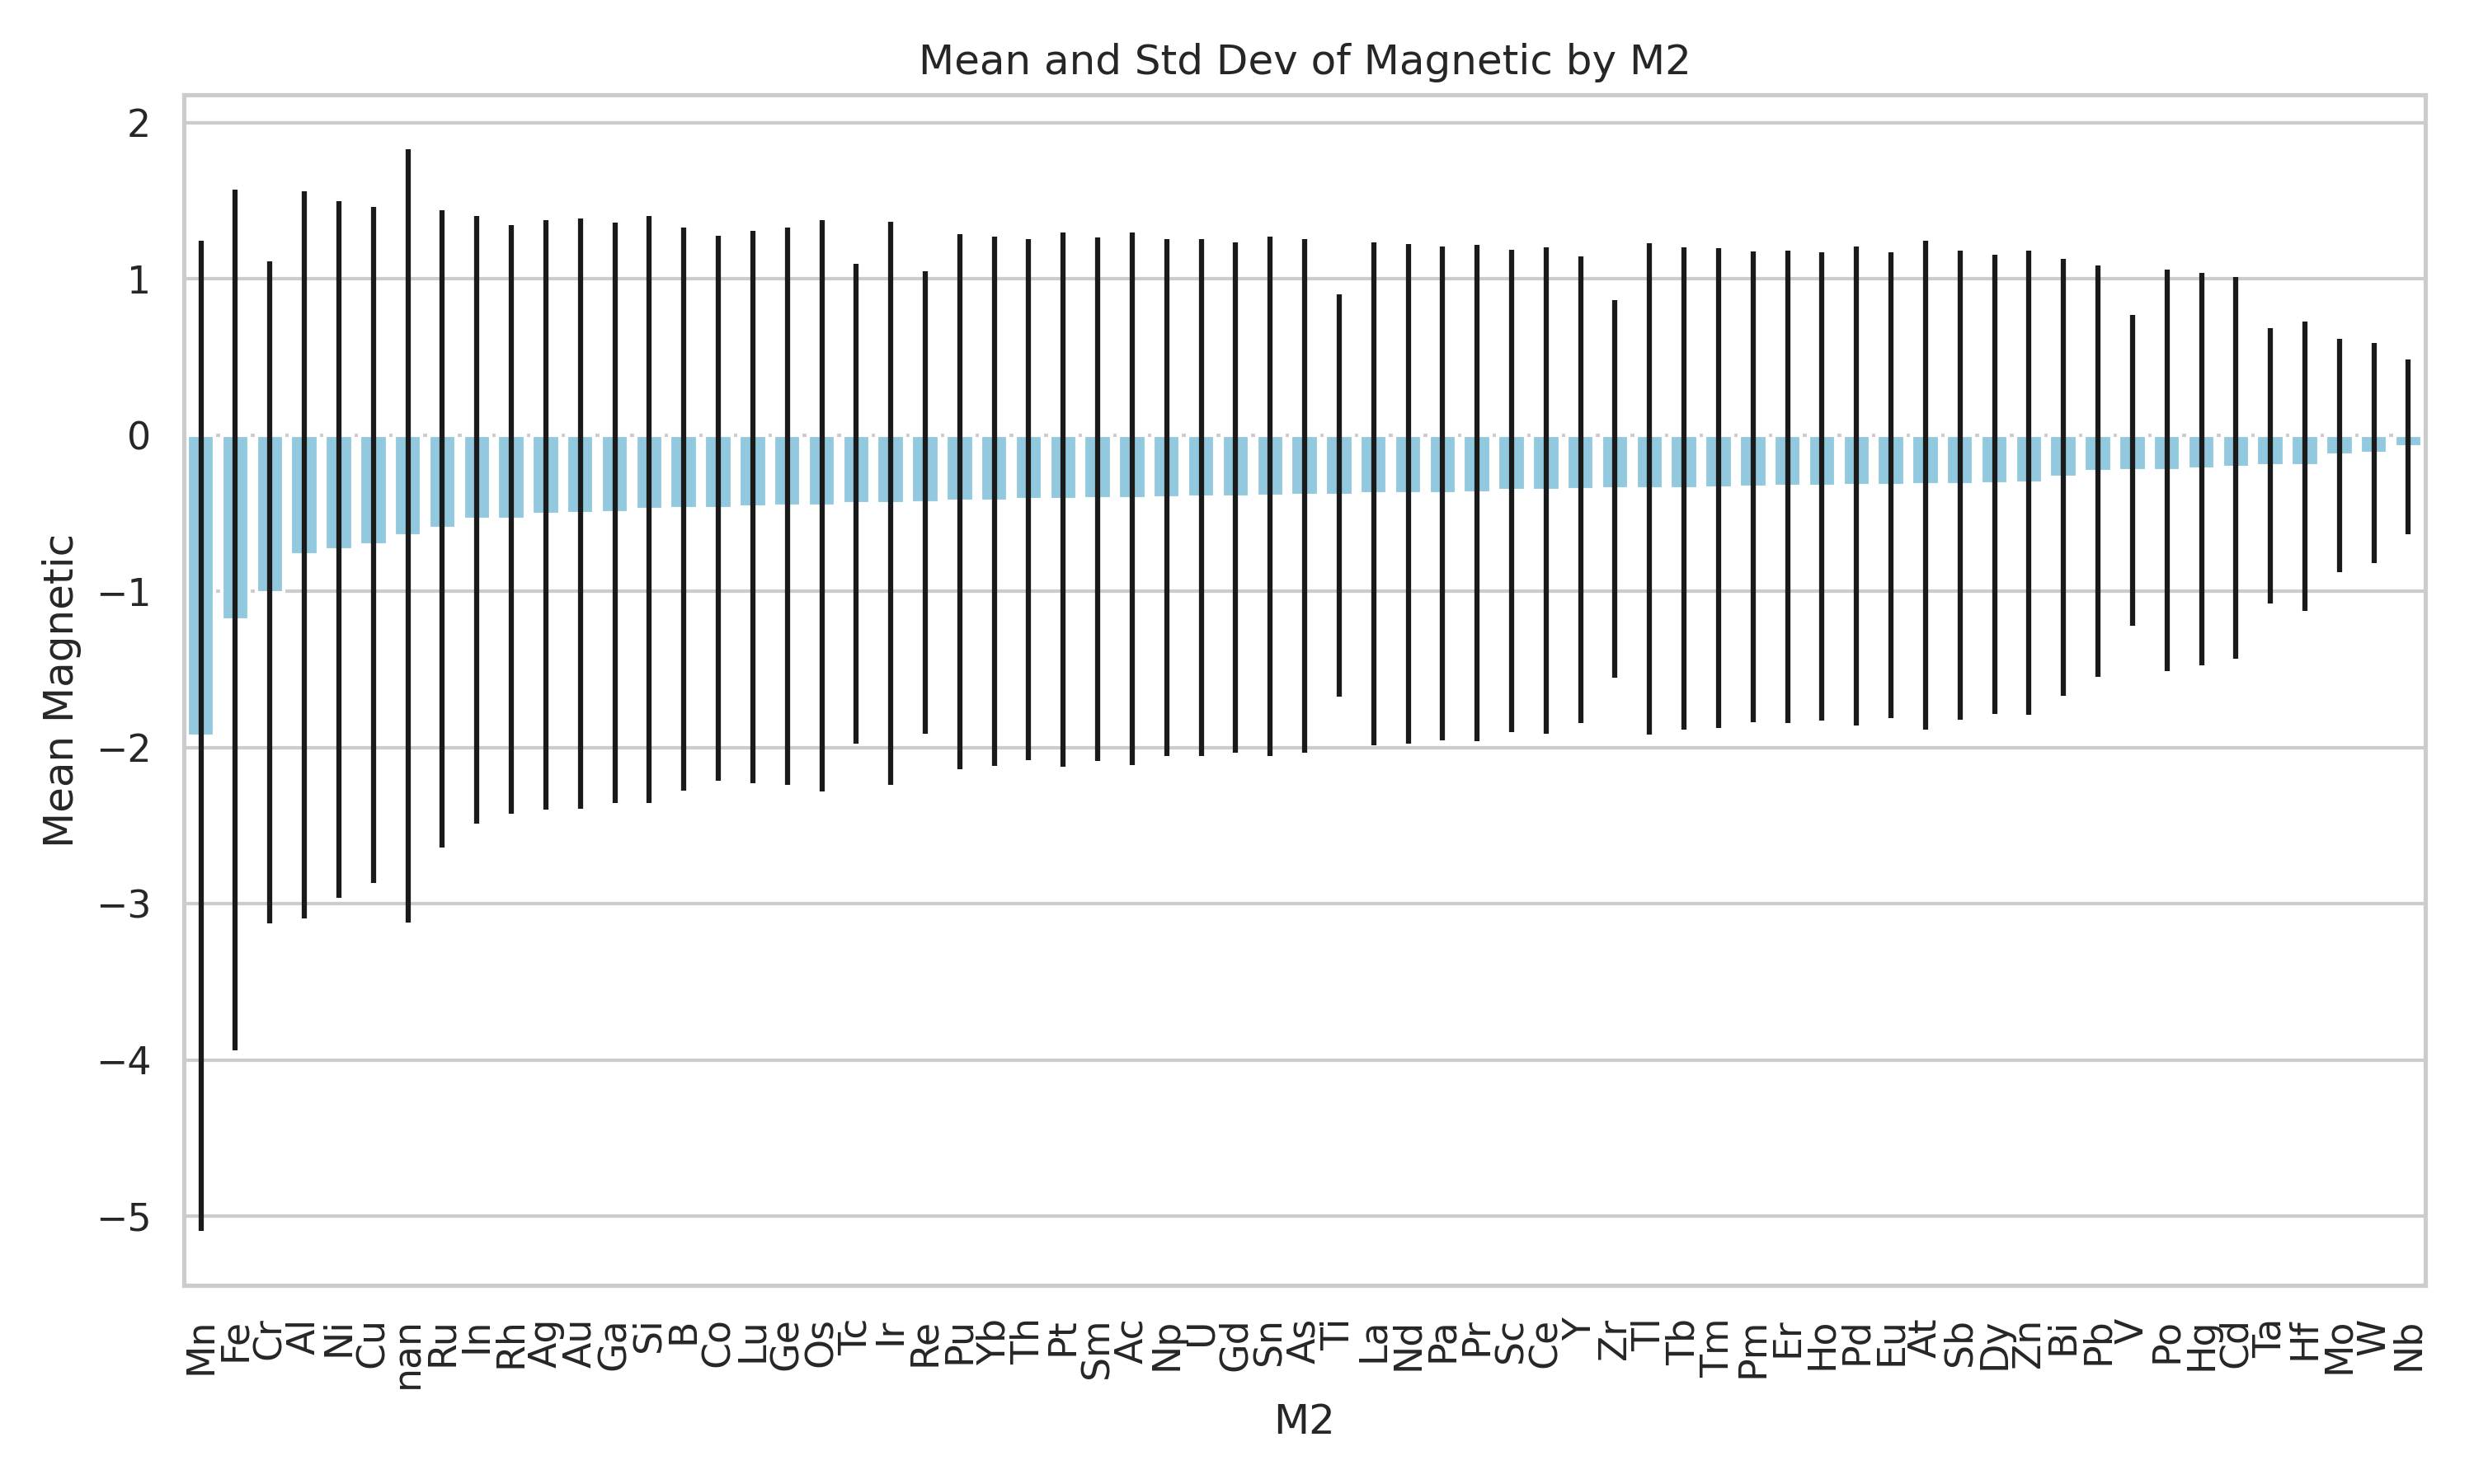 Mean and Std Dev of Magnetic by M2
2
1
0
−1
−2
−3
−4
−5
Mean Magnetic
Mn Fe Cr Al Ni Cu nan Ru In Rh Ag Au Ga Si B Co Lu Ge Os Tc Ir Re Pu Yb Th Pt Sm Ac Np U Gd Sn As Ti La Nd Pa Pr Sc Ce Y Zr Tl Tb Tm Pm Er Ho Pd Eu At Sb Dy Zn Bi Pb V Po Hg Cd Ta Hf Mo W Nb
M2